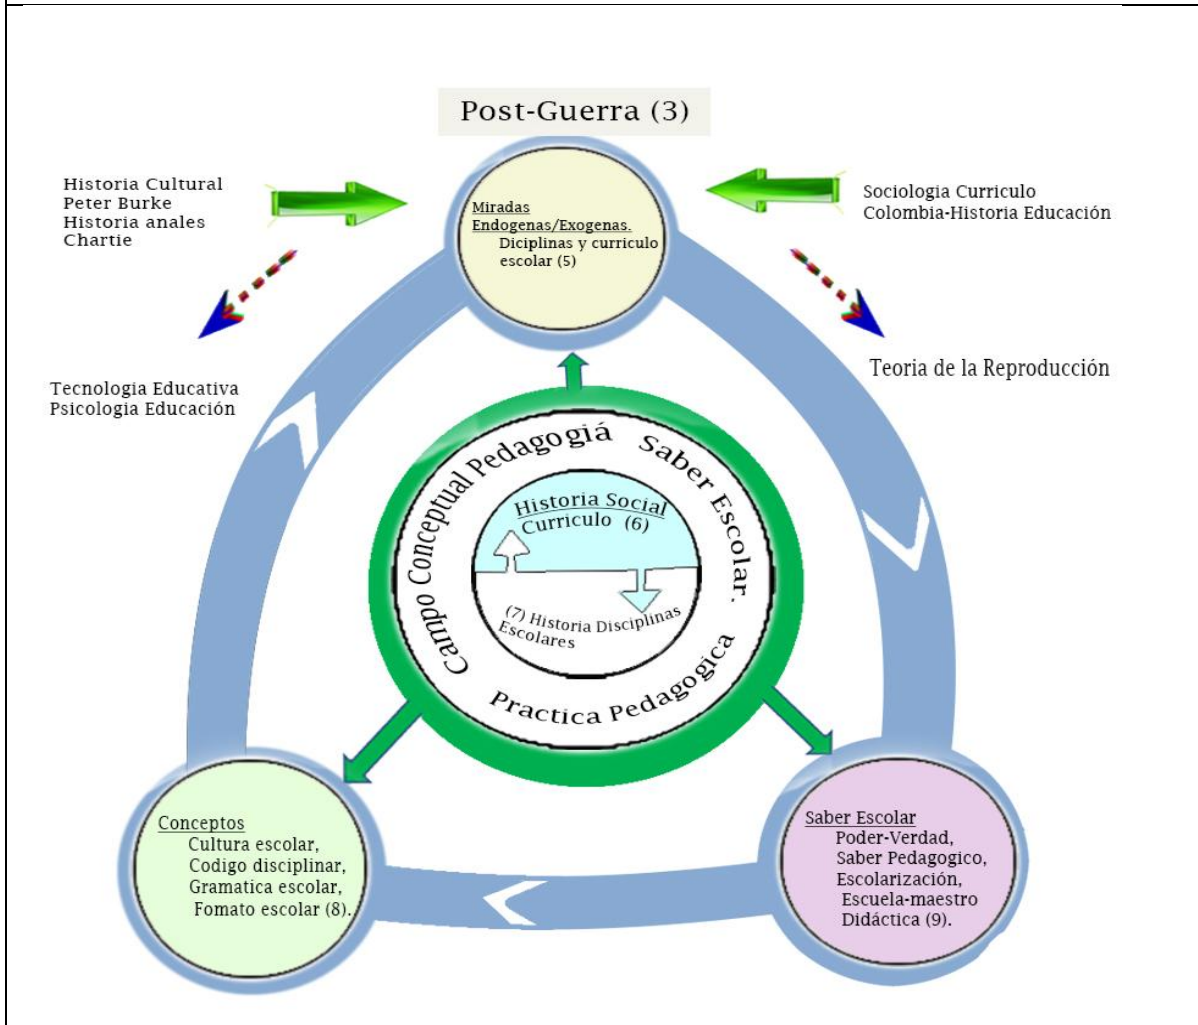 Post-Guerra (3)
Historia Cultural
Peter Burke
Historia anales
Chartie
Sociologia Curriculo
Colombia-Historia Educación
Miradas
Endogenas/Exogenas.
Diciplinas y curriculo
escolar (5)
Tecnologia Educativa
Psicologia Educación
Teoria de la Reproducción
Campo Conceptual Pedagogiá
Saber Escolar.
Practica Pedagogica
Historia Social
Curriculo (6)
(7) Historia Disciplinas
Escolares
Conceptos
Cultura escolar,
Codigo disciplinar,
Gramatica escolar,
Fomato escolar (8).
Saber Escolar
Poder-Verdad,
Saber Pedagogico,
Escolarización,
Escuela-maestro
Didáctica (9).